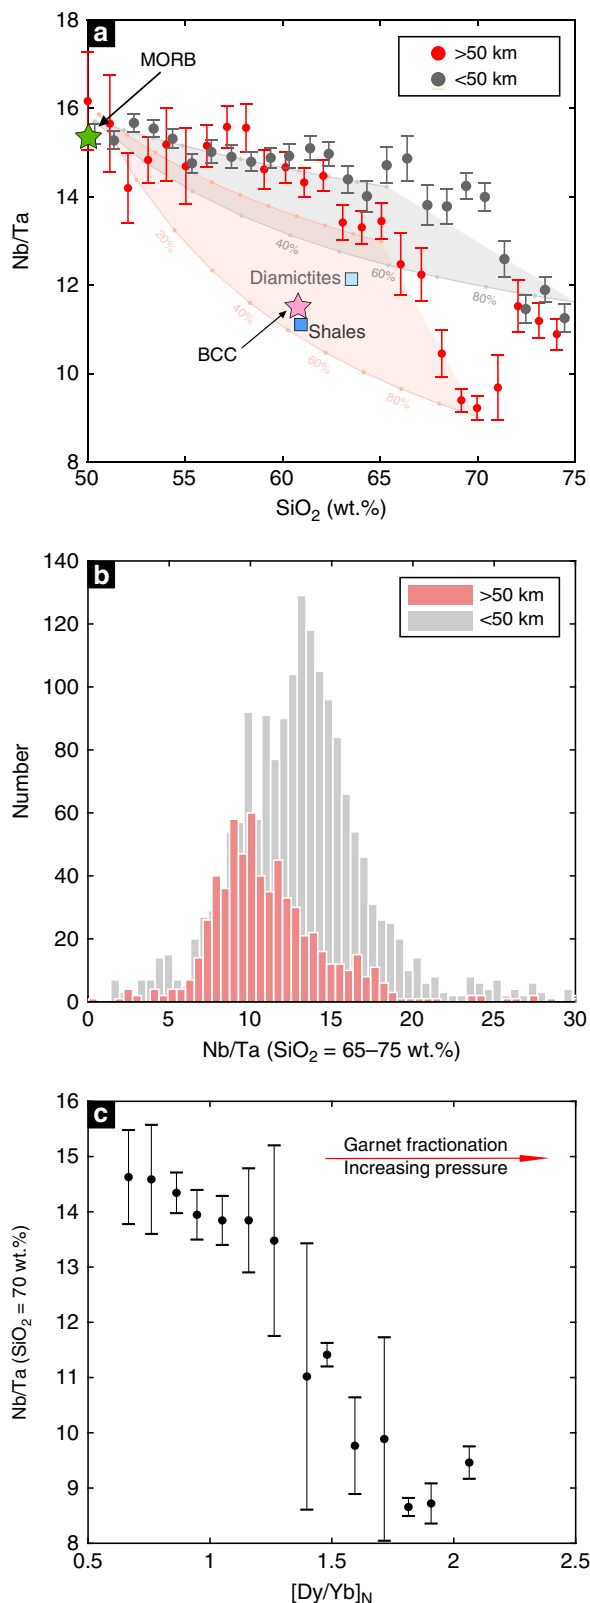 a
18
16
14
12
10
8
Nb/Ta
MORB
>50 km
<50 km
20%
40%
60%
80%
40%
60%
80%
Diamictites
BCC
Shales
50
55
60
65
70
75
SiO2 (wt.%)
b
140
120
100
80
60
40
20
0
Number
>50 km
<50 km
0
5
10
15
20
25
30
Nb/Ta (SiO2 = 65–75 wt.%)
c
16
15
14
13
12
11
10
9
8
Nb/Ta (SiO2 = 70 wt.%)
Garnet fractionation
Increasing pressure
0.5
1
1.5
2
2.5
[Dy/Yb]N